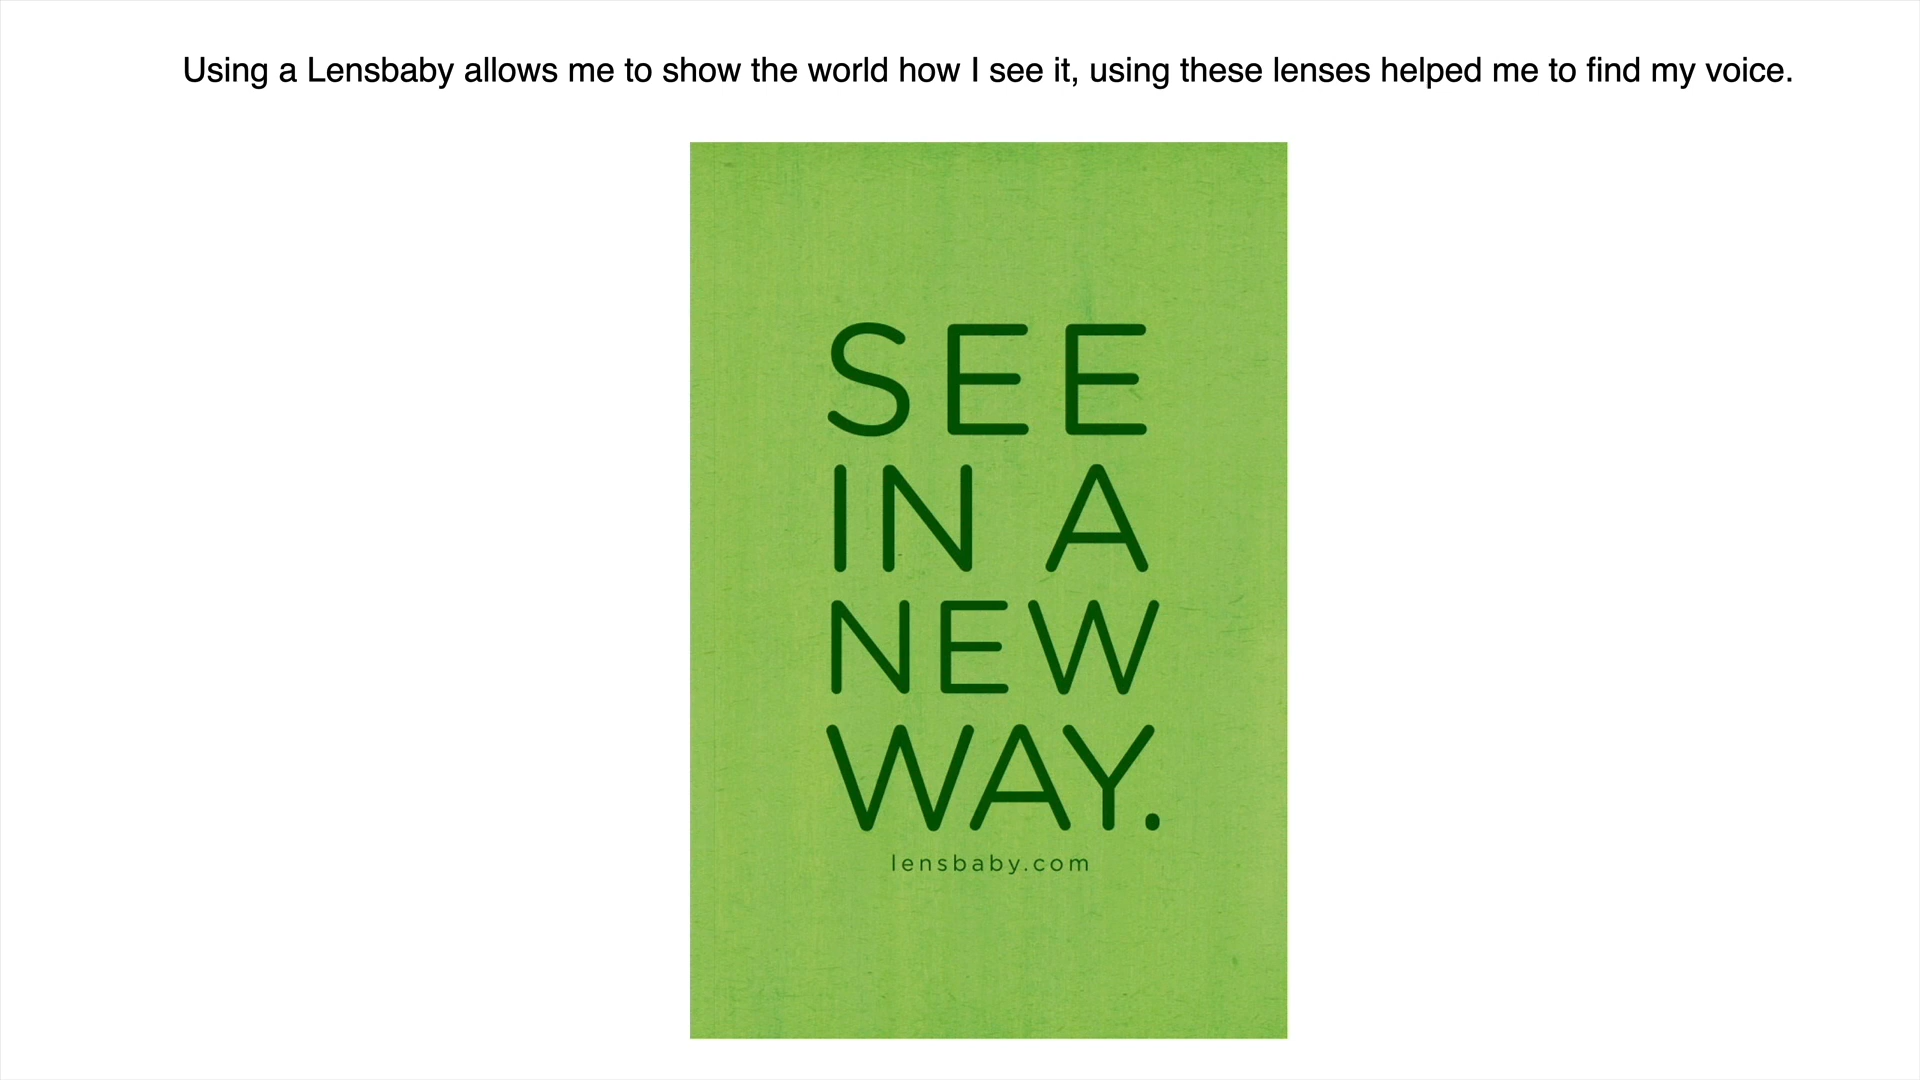 Using a Lensbaby allows me to show the world how I see it, using these lenses helped me to find my voice.
SEE
IN A
NEW
WAY.
lensbaby.com